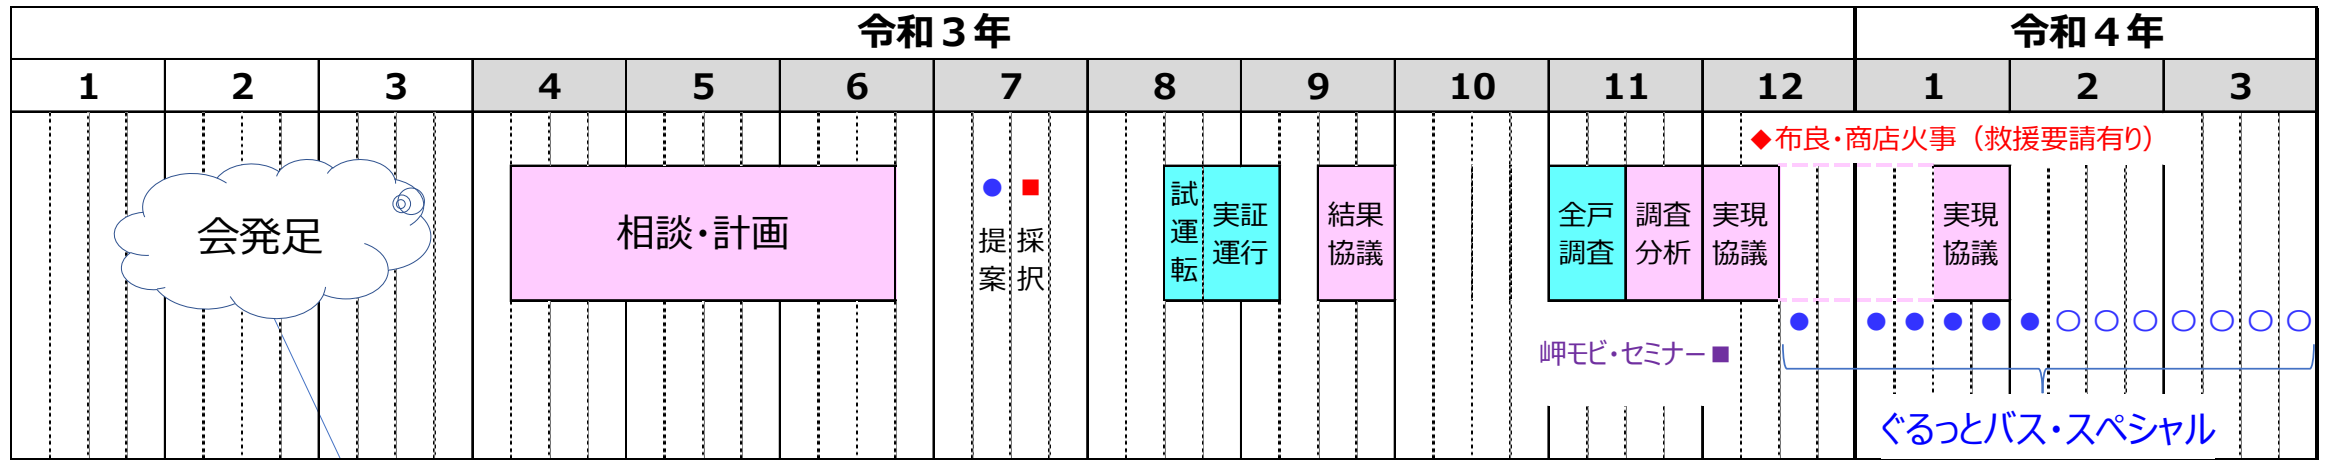 令和３年 令和４年
1 2 3 4 5 6 7 8 9 10 11 12 1 2 3
◆布良・商店火事（救援要請有り）
会発足
相談・計画
●
提
案
■
採
択
試
運
転
実証
運行
結果
協議
全戸
調査
調査
分析
実現
協議
実現
協議
● ● ● ● ● ● 〇 〇 〇 〇 〇 〇 〇
岬モビ・セミナー ■
ぐるっとバス・スペシャル